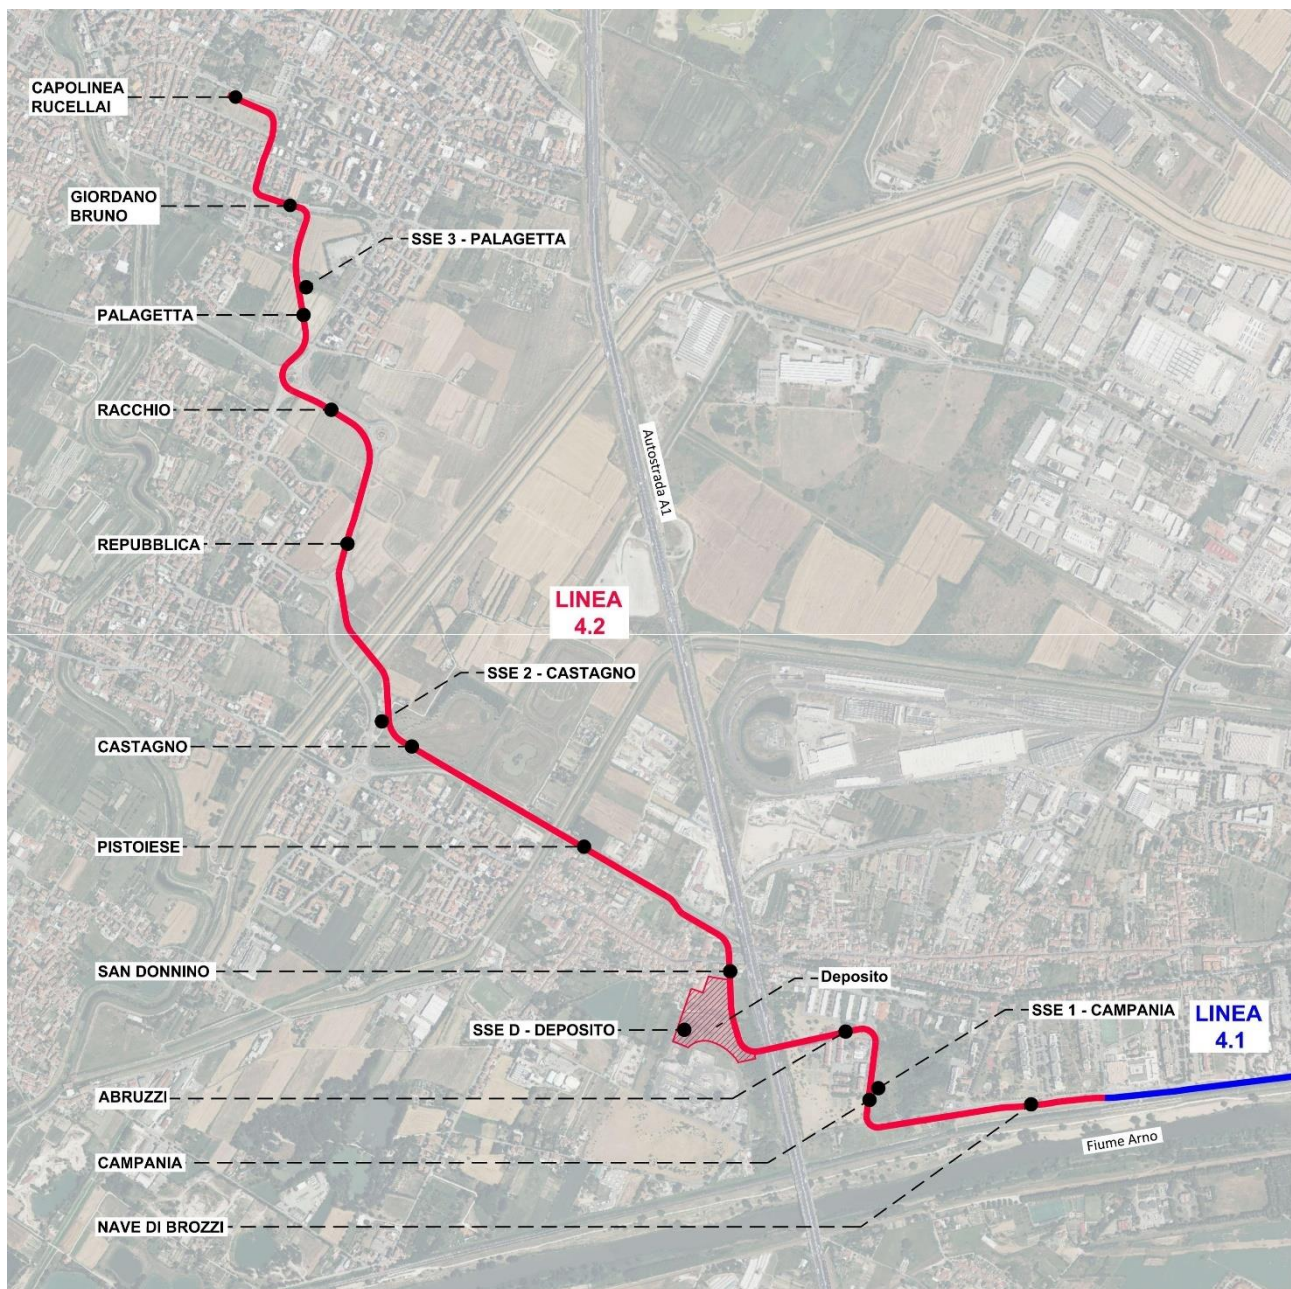 CAPOLINEA
RUCELLAI
GIORDANO
BRUNO
SSE 3 - PALAGETTA
PALAGETTA
RACCHIO
Autostrada A1
REPUBBLICA
LINEA
4.2
SSE 2 - CASTAGNO
CASTAGNO
PISTOIESE
SAN DONNINO
Deposito
SSE D - DEPOSITO
SSE 1 - CAMPANIA
LINEA
4.1
ABRUZZI
Fiume Arno
CAMPANIA
NAVE DI BROZZI